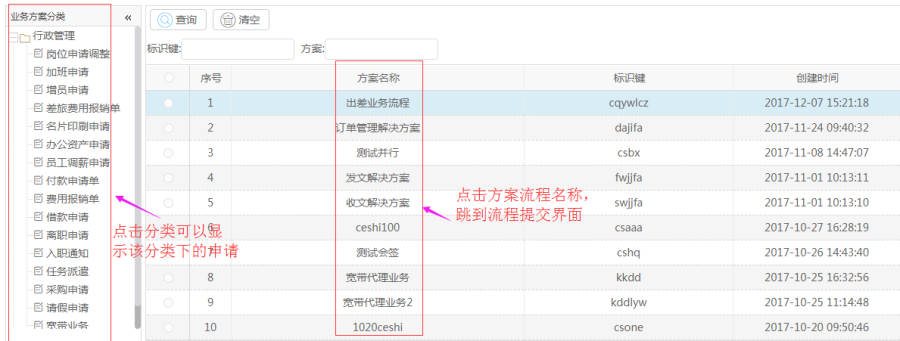 业务方案分类 «
行政管理
岗位申请调整
加班申请
增员申请
差旅费用报销单
名片印刷申请
办公资产申请
员工调薪申请
付款申请单
费用报销单
借款申请
离职申请
入职通知
任务派遣
采购申请
请假申请
宽带业务
点击分类可以显
示该分类下的申请
查询 清空
标识键: 方案:
序号 方案名称 标识键 创建时间
1 出差业务流程 cqywlcz 2017-12-07 15:21:18
2 订单管理解决方案 dajifa 2017-11-24 09:40:32
3 测试并行 csbx 2017-11-08 14:47:07
4 发文解决方案 fwjjfa 2017-11-01 10:13:11
5 收文解决方案 swjjfa 2017-11-01 10:13:10
6 ceshi100 csaaa 2017-10-27 16:28:19
7 测试会签 cshq 2017-10-26 14:43:40
8 宽带代理业务 kkdd 2017-10-25 16:32:56
9 宽带代理业务2 kddlyw 2017-10-25 11:14:48
10 1020ceshi csone 2017-10-20 09:50:46
点击方案流程名称，
跳到流程提交界面